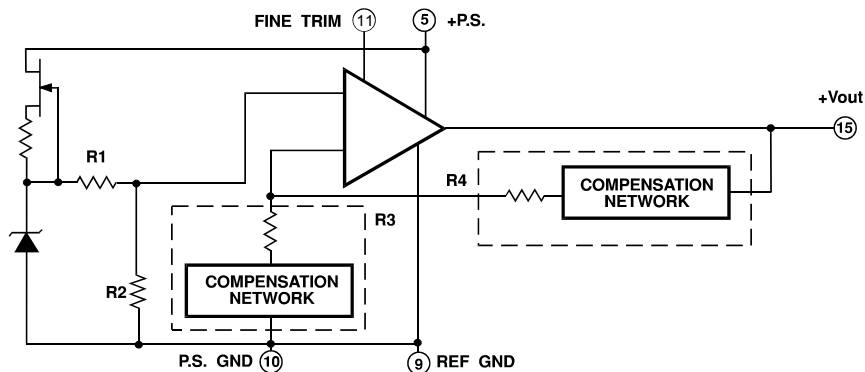 FINE TRIM 11
5 +P.S.
+Vout
15
R1
R4
COMPENSATION
NETWORK
R3
COMPENSATION
NETWORK
R2
P.S. GND 10
9 REF GND